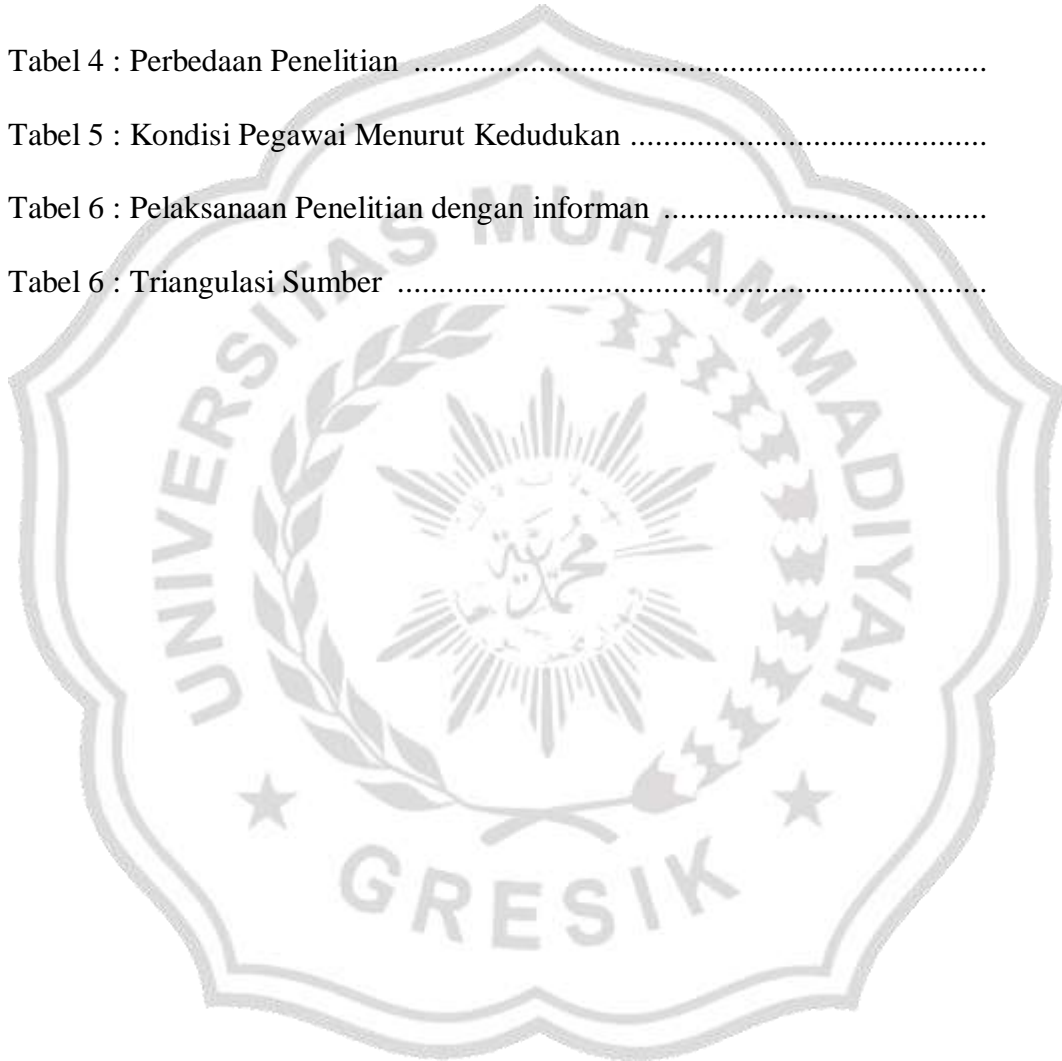 Tabel 4 : Perbedaan Penelitian ......................................................................
Tabel 5 : Kondisi Pegawai Menurut Kedudukan ...........................................
Tabel 6 : Pelaksanaan Penelitian dengan informan .......................................
Tabel 6 : Triangulasi Sumber ........................................................................
UNIVERSITAS MUHAMMADIYAH
GRESIK